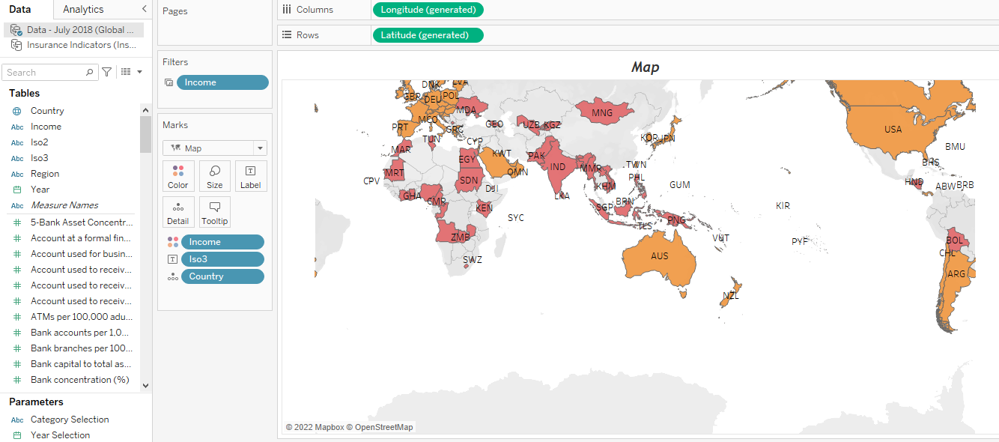 Data
Analytics
Data - July 2018 (Global ...
Insurance Indicators (Ins...
Search
Tables
Country
Abc Income
Abc Iso2
Abc Iso3
Abc Region
Year
Abc Measure Names
5-Bank Asset Concentr...
Account at a formal fin...
Account used for busin...
Account used to receiv...
Account used to receiv...
Account used to receiv...
ATMs per 100,000 adu...
Bank accounts per 1,0...
Bank branches per 100...
Bank capital to total as...
Bank concentration (%)
Parameters
Abc Category Selection
Year Selection
Pages
Filters
Income
Marks
Map
Color
Size
T
Label
Detail
Tooltip
Income
T Iso3
Country
Columns
Longitude (generated)
Rows
Latitude (generated)
Map
DNK
LVA
GBR
DEU
POL
MDA
MNG
MCO
GEO
UZB
KGZ
PRT
GRC
USA
TUN
CYP
KOR
JPN
MAR
BMU
KWT
PAK
EGY
IND
MRT
OMN
MMR
TWN
BHS
CPV
SDN
DJI
PHL
GUM
HND
ABW
BRB
GHA
CMR
LKA
KHM
KEN
SGP
BRN
KIR
SYC
PNG
TLS
ZMB
VUT
PYF
BOL
AUS
CHL
SWZ
ARG
NZL
© 2022 Mapbox © OpenStreetMap